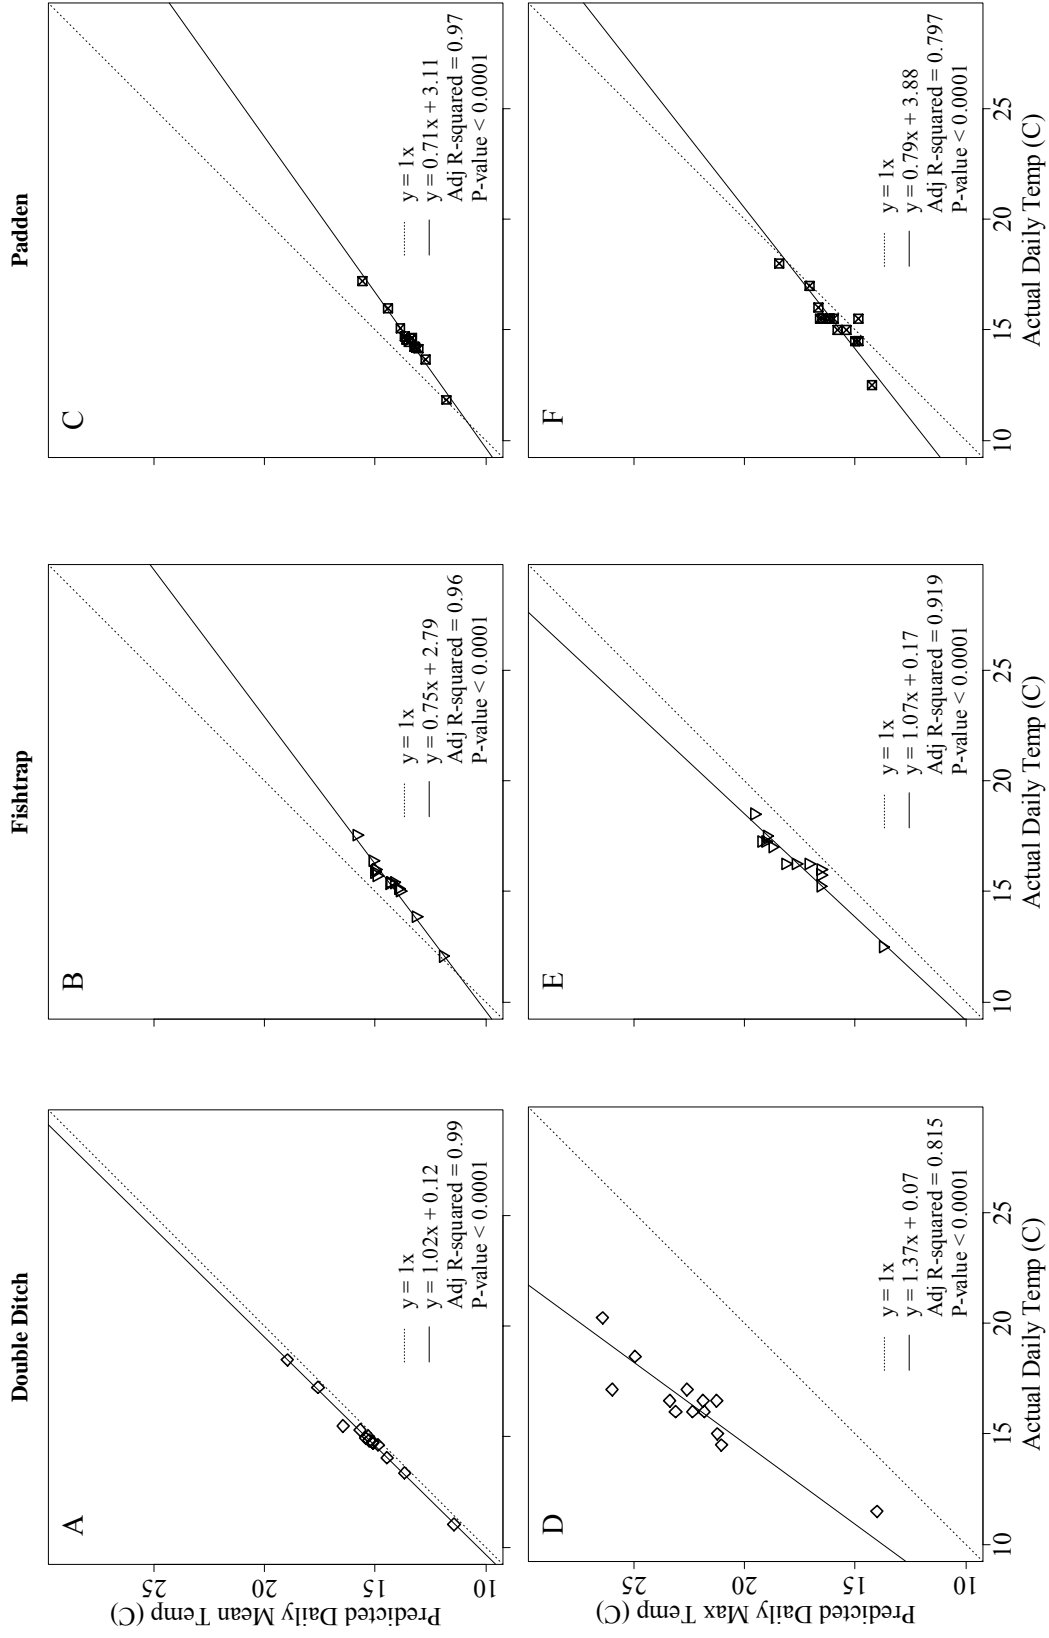 Double Ditch
Fishtrap
Padden
A
y = 1x
y = 1.02x + 0.12
Adj R-squared = 0.99
P-value < 0.0001
B
y = 1x
y = 0.75x + 2.79
Adj R-squared = 0.96
P-value < 0.0001
C
y = 1x
y = 0.71x + 3.11
Adj R-squared = 0.97
P-value < 0.0001
25
20
15
10
Predicted Daily Mean Temp (C)
D
y = 1x
y = 1.37x + 0.07
Adj R-squared = 0.815
P-value < 0.0001
E
y = 1x
y = 1.07x + 0.17
Adj R-squared = 0.919
P-value < 0.0001
F
y = 1x
y = 0.79x + 3.88
Adj R-squared = 0.797
P-value < 0.0001
25
20
15
10
Predicted Daily Max Temp (C)
10 15 20 25
Actual Daily Temp (C)
10 15 20 25
Actual Daily Temp (C)
10 15 20 25
Actual Daily Temp (C)